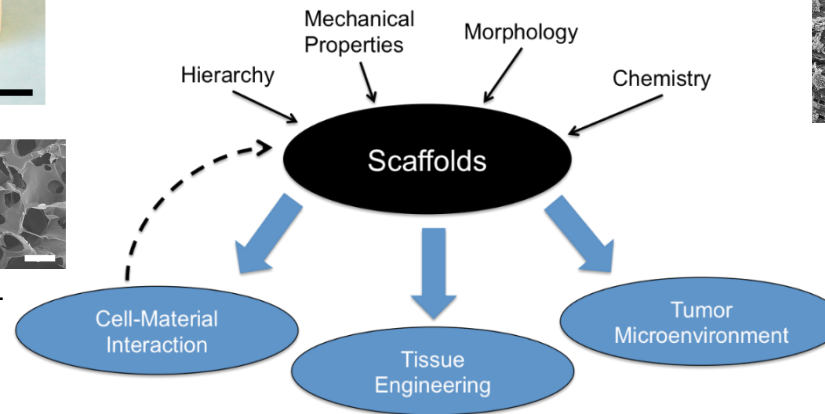 Mechanical
Properties
Morphology
Hierarchy
Chemistry
Scaffolds
Cell-Material
Interaction
Tumor
Microenvironment
Tissue
Engineering